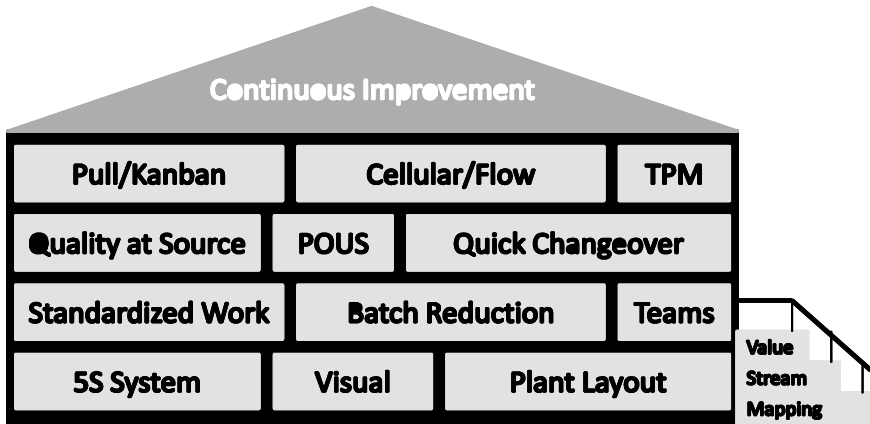 Continuous Improvement
Pull/Kanban
Cellular/Flow
TPM
Quality at Source
POUS
Quick Changeover
Standardized Work
Batch Reduction
Teams
5S System
Visual
Plant Layout
Value
Stream
Mapping